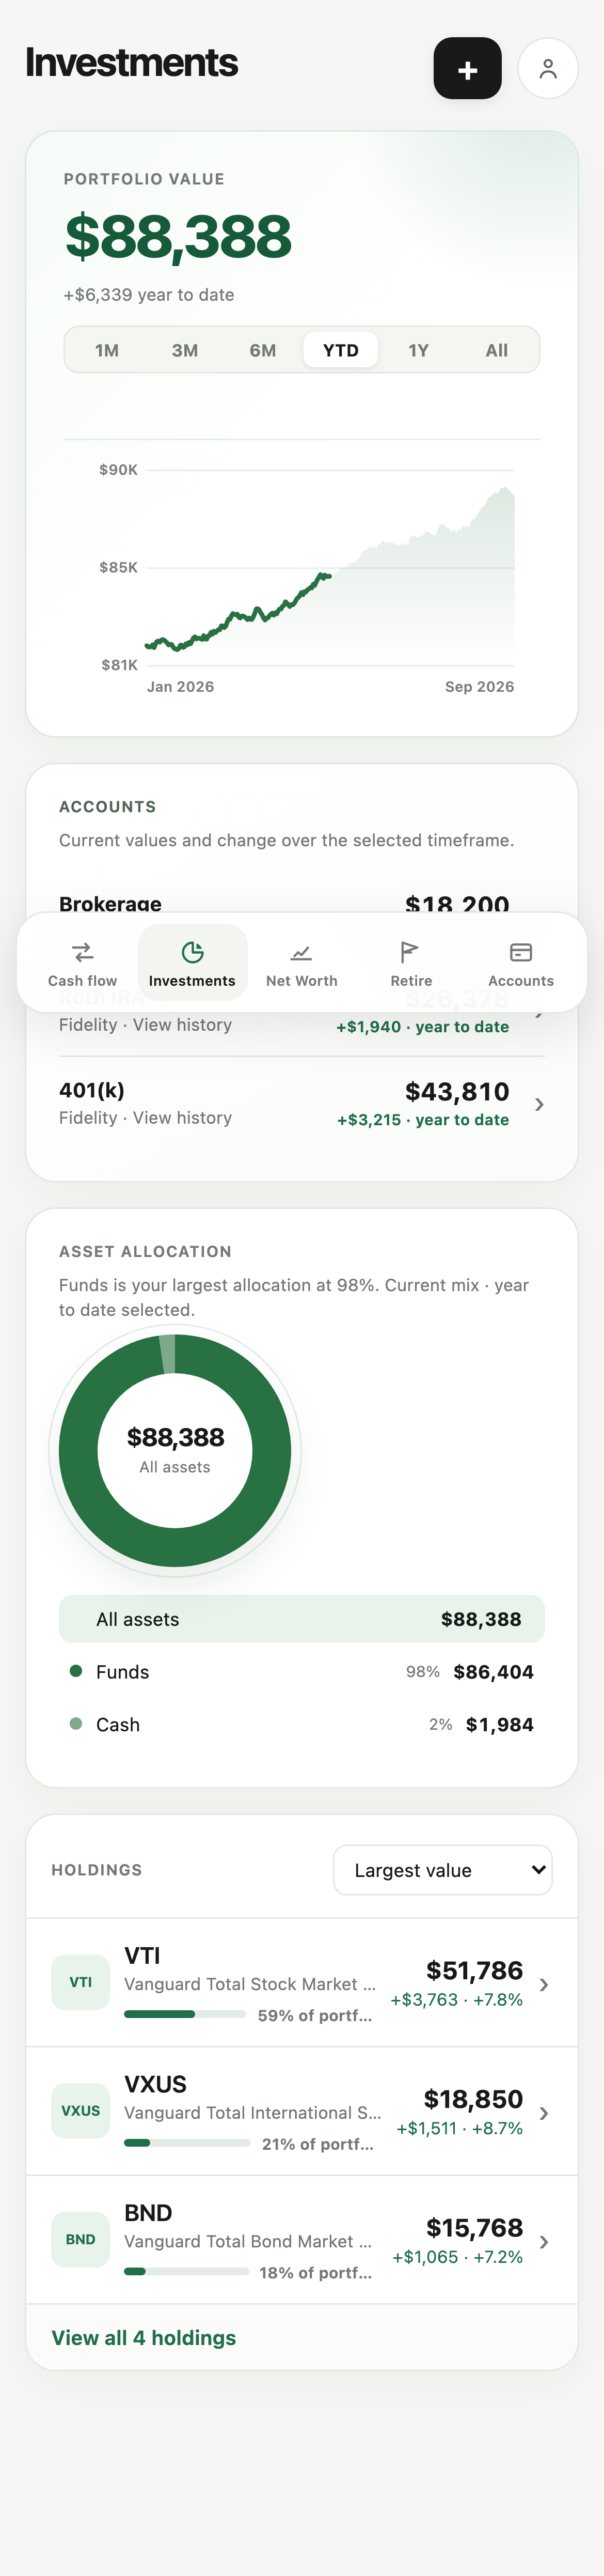 Investments
+
PORTFOLIO VALUE
$88,388
+$6,339 year to date
1M 3M 6M YTD 1Y All
$90K
$85K
$81K
Jan 2026 Sep 2026
ACCOUNTS
Current values and change over the selected timeframe.
Brokerage $18,200
Cash flow Investments Net Worth Retire Accounts
Roth IRA $26,378
Fidelity · View history +$1,940 · year to date
401(k) $43,810
Fidelity · View history +$3,215 · year to date
ASSET ALLOCATION
Funds is your largest allocation at 98%. Current mix · year
to date selected.
$88,388
All assets
All assets $88,388
Funds 98% $86,404
Cash 2% $1,984
HOLDINGS Largest value
VTI VTI $51,786
Vanguard Total Stock Market ... +$3,763 · +7.8%
59% of portf...
VXUS VXUS $18,850
Vanguard Total International S... +$1,511 · +8.7%
21% of portf...
BND BND $15,768
Vanguard Total Bond Market ... +$1,065 · +7.2%
18% of portf...
View all 4 holdings